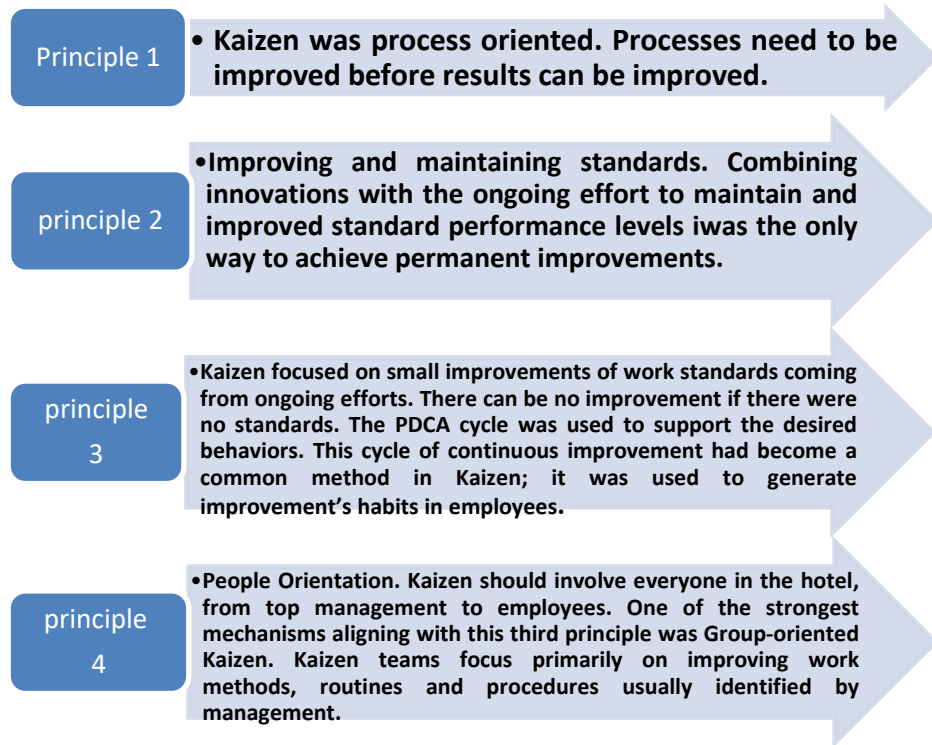 Principle 1
• Kaizen was process oriented. Processes need to be
improved before results can be improved.
principle 2
•Improving and maintaining standards. Combining
innovations with the ongoing effort to maintain and
improved standard performance levels iwas the only
way to achieve permanent improvements.
principle
3
•Kaizen focused on small improvements of work standards coming
from ongoing efforts. There can be no improvement if there were
no standards. The PDCA cycle was used to support the desired
behaviors. This cycle of continuous improvement had become a
common method in Kaizen; it was used to generate
improvement’s habits in employees.
principle
4
•People Orientation. Kaizen should involve everyone in the hotel,
from top management to employees. One of the strongest
mechanisms aligning with this third principle was Group-oriented
Kaizen. Kaizen teams focus primarily on improving work
methods, routines and procedures usually identified by
management.